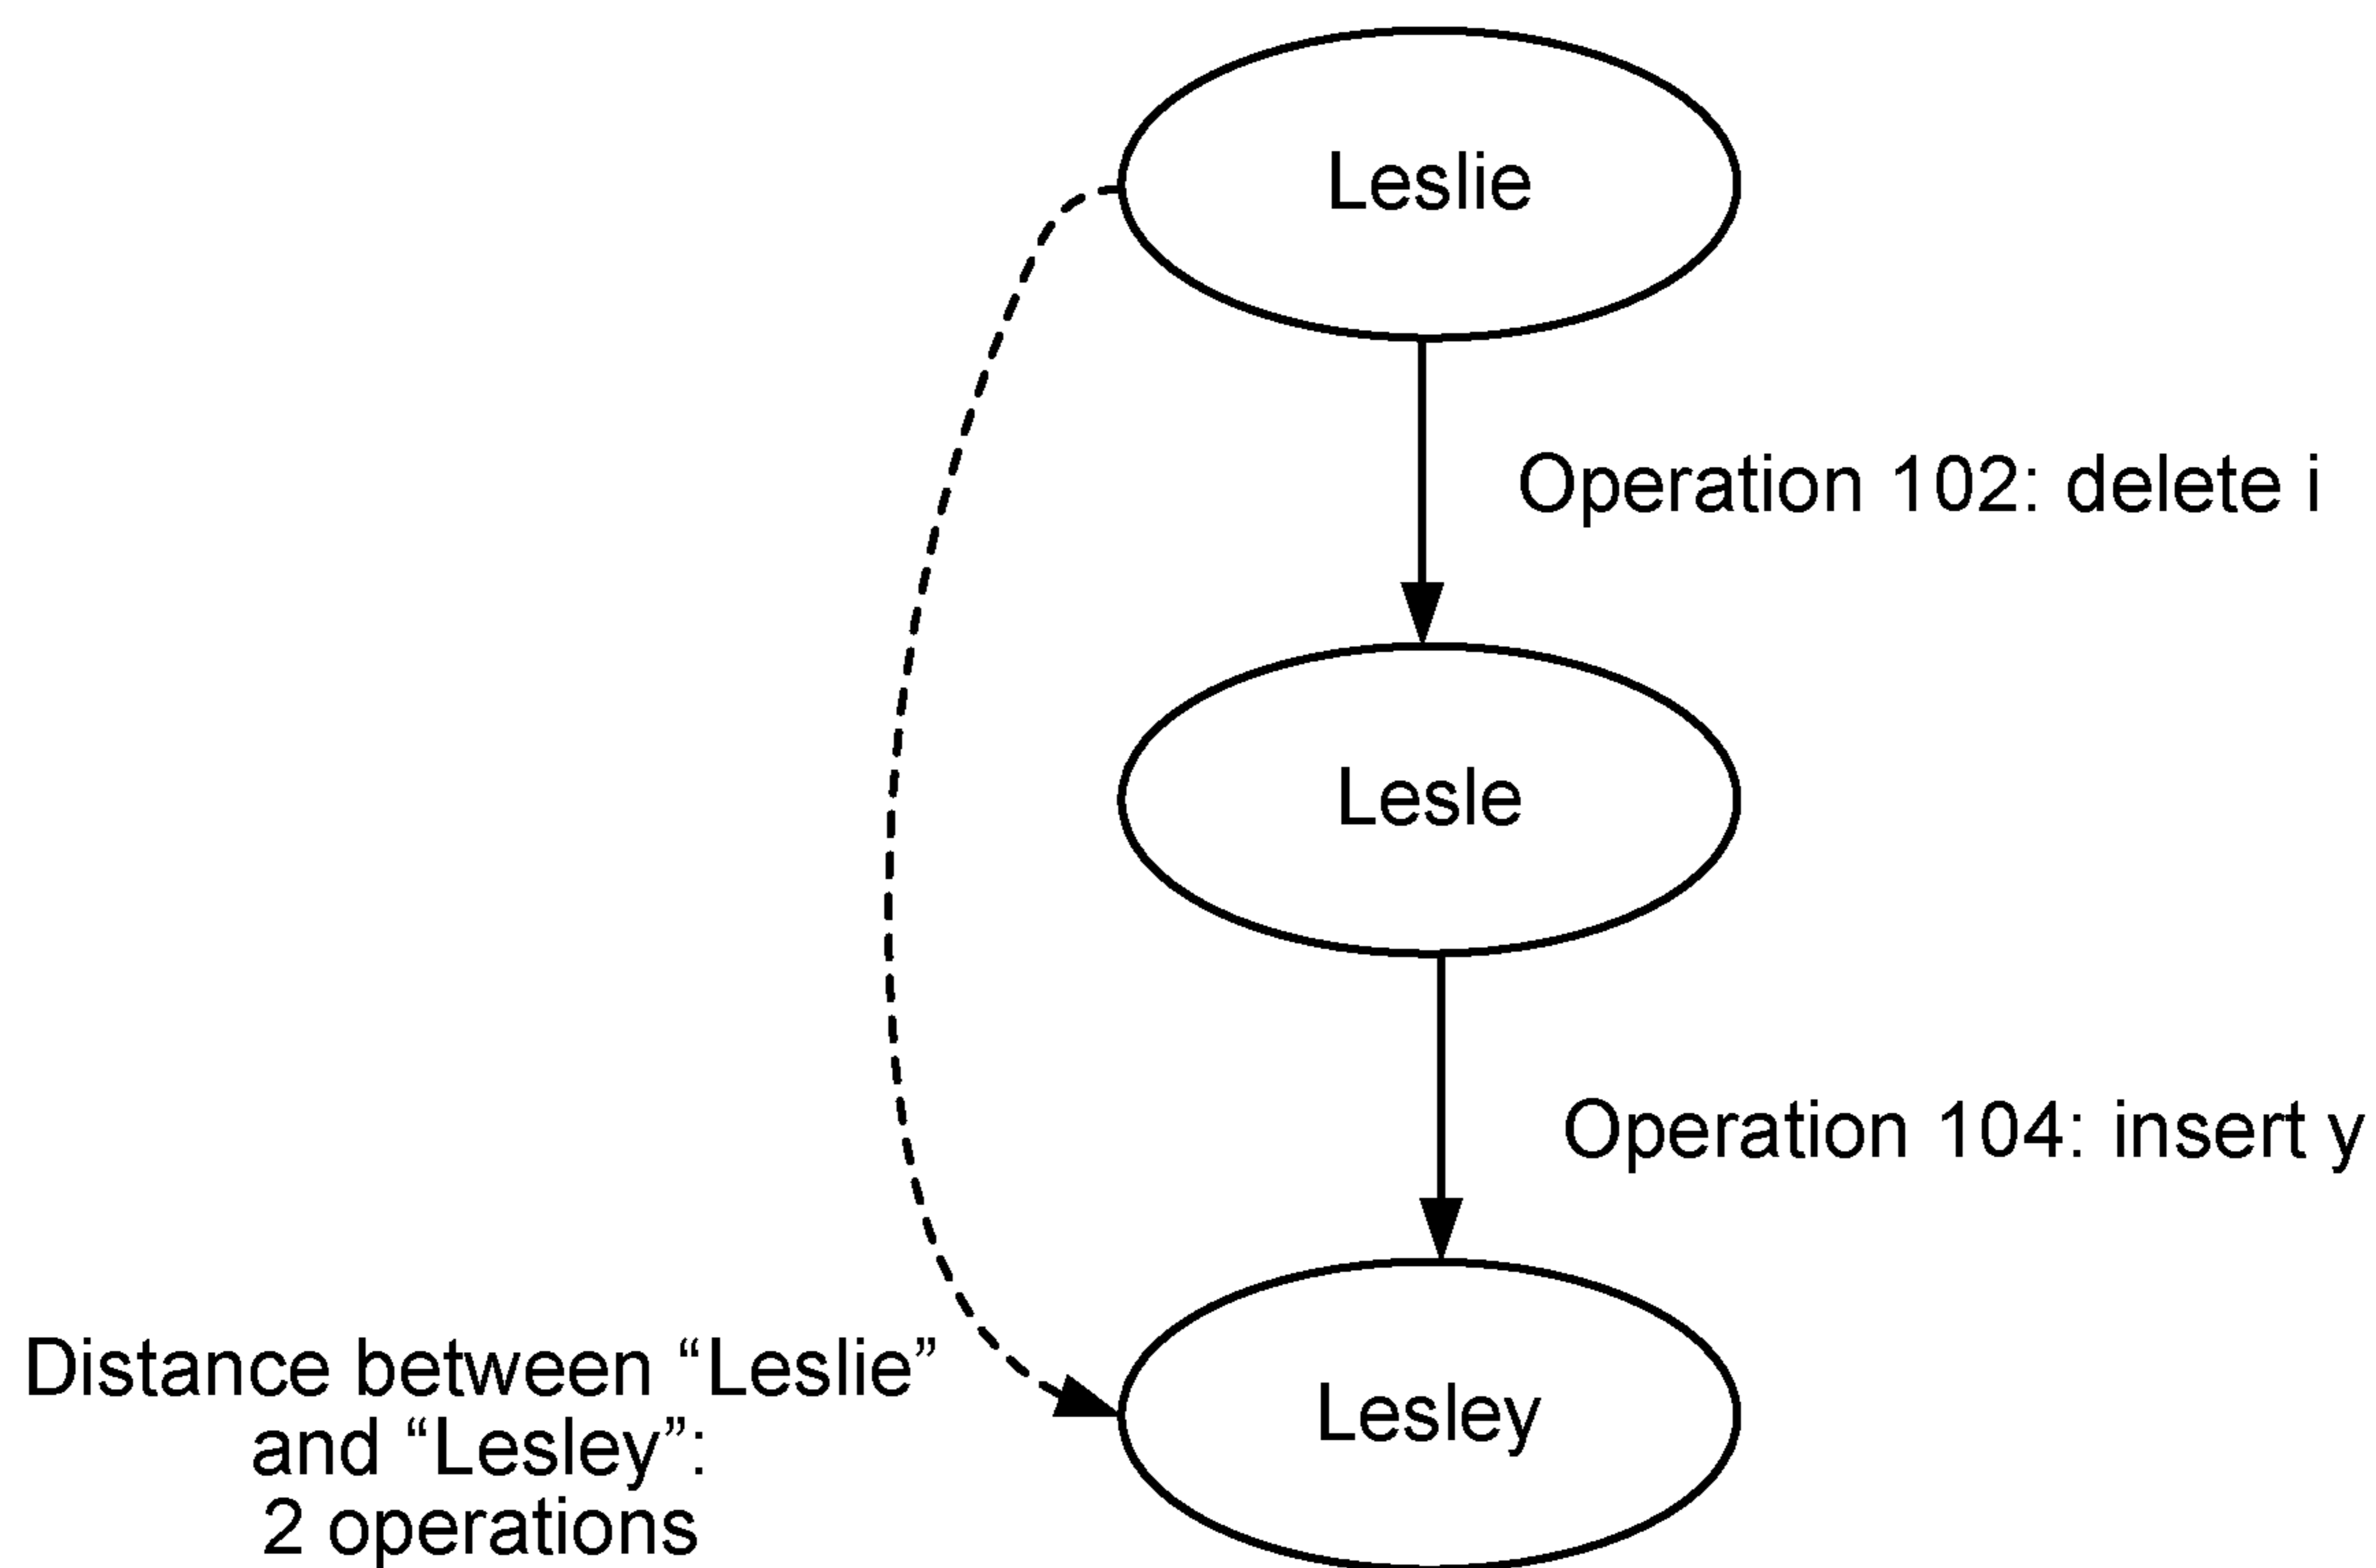 Leslie
Operation 102: delete i
Lesle
Operation 104: insert y
Distance between “Leslie”
and “Lesley”:
2 operations
Lesley